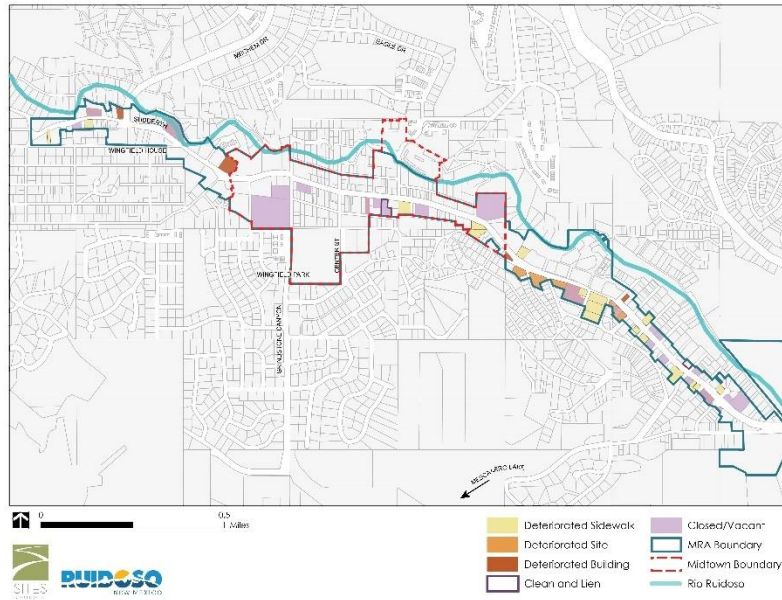 MECHEM DR
EAGLE DR
SUDDERTH
WINGFIELD HOUSE
CENTER ST
WINGFIELD PARK
MESCALERO LAKE
0 0.5
1 Miles
Deteriorated Sidewalk
Deteriorated Site
Deteriorated Building
Clean and Lien
Closed/Vacant
MRA Boundary
Midtown Boundary
Rio Ruidoso
SITES
RUIDOSO
NEW MEXICO